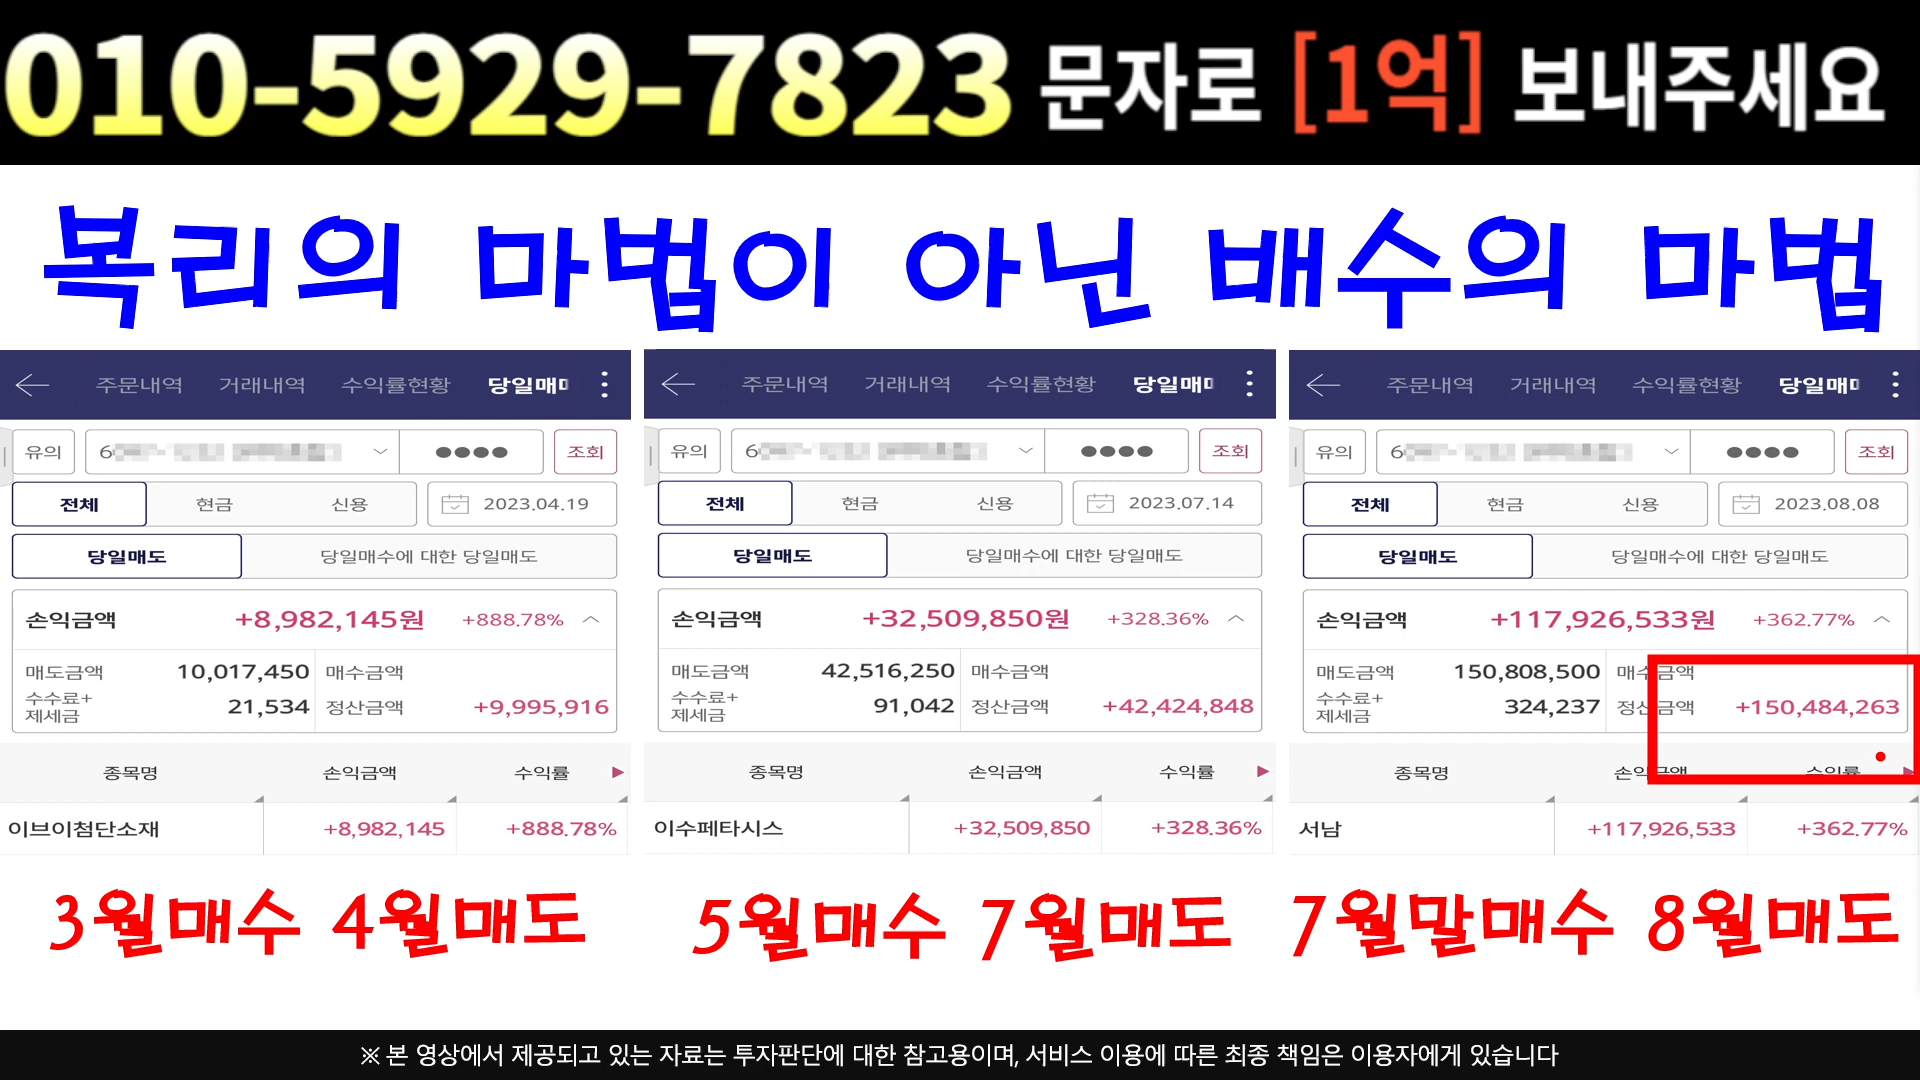 010-5929-7823 문자로 [1억] 보내주세요
복리의 마법이 아닌 배수의 마법
주문내역 거래내역 수익률현황 당일매매
유의 6 ●●●● 조회
전체 현금 신용 2023.04.19
당일매도 당일매수에 대한 당일매도
손익금액 +8,982,145원 +888.78%
매도금액 10,017,450 매수금액
수수료+제세금 21,534 정산금액 +9,995,916
종목명 손익금액 수익률
이브이첨단소재 +8,982,145 +888.78%
3월매수 4월매도
주문내역 거래내역 수익률현황 당일매매
유의 6 ●●●● 조회
전체 현금 신용 2023.07.14
당일매도 당일매수에 대한 당일매도
손익금액 +32,509,850원 +328.36%
매도금액 42,516,250 매수금액
수수료+제세금 91,042 정산금액 +42,424,848
종목명 손익금액 수익률
이수페타시스 +32,509,850 +328.36%
5월매수 7월매도
주문내역 거래내역 수익률현황 당일매매
유의 6 ●●●● 조회
전체 현금 신용 2023.08.08
당일매도 당일매수에 대한 당일매도
손익금액 +117,926,533원 +362.77%
매도금액 150,808,500 매수금액
수수료+제세금 324,237 정산금액 +150,484,263
종목명 손익금액 수익률
서남 +117,926,533 +362.77%
7월말매수 8월매도
※ 본 영상에서 제공되고 있는 자료는 투자판단에 대한 참고용이며, 서비스 이용에 따른 최종 책임은 이용자에게 있습니다